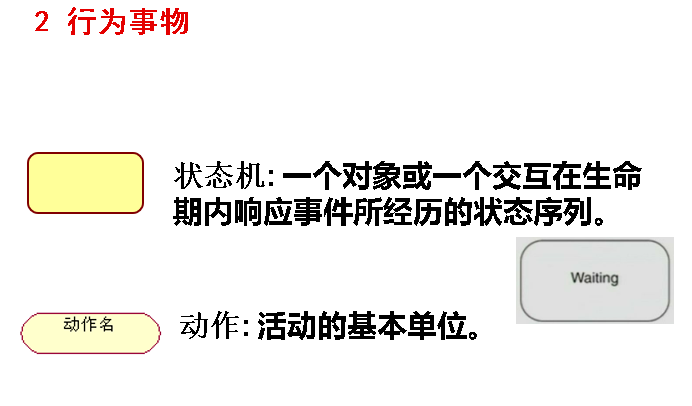 2 行为事物
状态机: 一个对象或一个交互在生命
期内响应事件所经历的状态序列。
Waiting
动作名
动作: 活动的基本单位。